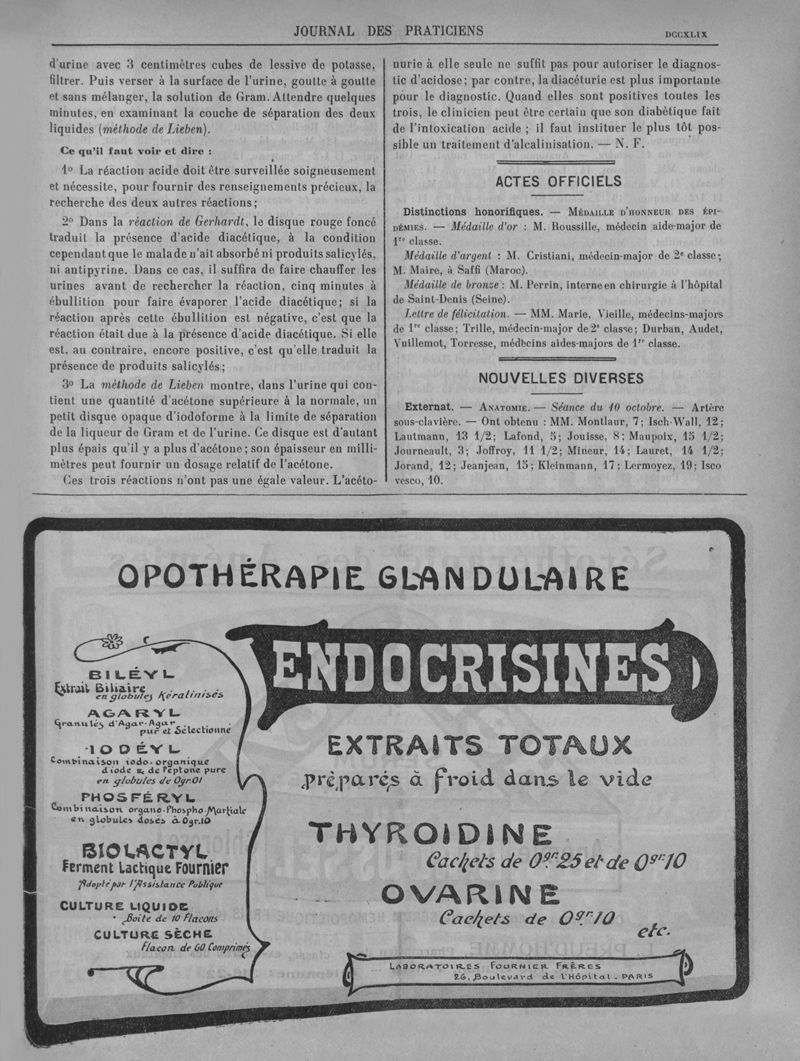 JOURNAL DES PRATICIENS
DCCXLIX
d'urine avec 3 centimètres cubes de lessive de potasse,
filtrer. Puis verser à la surface de l'urine, goutte à goutte
et sans mélanger, la solution de Gram. Attendre quelques
minutes, en examinant la couche de séparation des deux
liquides (méthode de Lieben).
Ce qu'il faut voir et dire :
1o La réaction acide doit être surveillée soigneusement
et nécessite, pour fournir des renseignements précieux, la
recherche des deux autres réactions;
2o Dans la réaction de Gerhardt, le disque rouge foncé
traduit la présence d'acide diacétique, à la condition
cependant que le malade n'ait absorbé ni produits salicylés,
ni antipyrine. Dans ce cas, il suffira de faire chauffer les
urines avant de rechercher la réaction, cinq minutes à
ébullition pour faire évaporer l'acide diacétique; si la
réaction après cette ébullition est négative, c'est que la
réaction était due à la présence d'acide diacétique. Si elle
est, au contraire, encore positive, c'est qu'elle traduit la
présence de produits salicylés;
3o La méthode de Lieben montre, dans l'urine qui con-
tient une quantité d'acétone supérieure à la normale, un
petit disque opaque d'iodoforme à la limite de séparation
de la liqueur de Gram et de l'urine. Ce disque est d'autant
plus épais qu'il y a plus d'acétone; son épaisseur en milli-
mètres peut fournir un dosage relatif de l'acétone.
Ces trois réactions n'ont pas une égale valeur. L'acéto-
nurie à elle seule ne suffit pas pour autoriser le diagnos-
tic d'acidose; par contre, la diacéturie est plus importante
pour le diagnostic. Quand elles sont positives toutes les
trois, le clinicien peut être certain que son diabétique fait
de l'intoxication acide ; il faut instituer le plus tôt pos-
sible un traitement d'alcalinisation. — N. F.
ACTES OFFICIELS
Distinctions honorifiques. — MÉDAILLE D'HONNEUR DES ÉPI-
DÉMIES. — Médaille d'or : M. Roussille, médecin aide-major de
1re classe.
Médaille d'argent : M. Cristiani, médecin-major de 2e classe;
M. Maire, à Saffi (Maroc).
Médaille de bronze : M. Perrin, interne en chirurgie à l'hôpital
de Saint-Denis (Seine).
Lettre de félicitation. — MM. Marie, Vieille, médecins-majors
de 1re classe; Trille, médecin-major de 2e classe; Durban, Audet,
Vuillemot, Torresse, médecins aides-majors de 1re classe.
NOUVELLES DIVERSES
Externat. — ANATOMIE. — Séance du 10 octobre. — Artère
sous-clavière. — Ont obtenu : MM. Montlaur, 7; Isch-Wall, 12;
Lautmann, 13 1/2; Lafond, 5; Jouisse, 8; Maupoix, 15 1/2;
Journeault, 3; Joffroy, 11 1/2; Mineur, 14; Lauret, 14 1/2;
Jorand, 12; Jeanjean, 15; Kleinmann, 17; Lermoyez, 19; Isco
vesco, 10.
OPOTHÉRAPIE GLANDULAIRE
ENDOCRISINES
BILÉYL
Extrait Biliaire
en globules Kératinisés
AGARYL
Granulés d'Agar-Agar
pur et Sélectionné
IODÉYL
Combinaison iodo-organique
d'iode & de Peptone pure
en globules de 0gr.01
PHOSFÉRYL
Combinaison organo-Phospho-Martiale
en globules dosés à 0gr.10
BIOLACTYL
Ferment Lactique Fournier
Adopté par l'Assistance Publique
CULTURE LIQUIDE
Boîte de 10 Flacons
CULTURE SÈCHE
Flacon de 60 Comprimés
EXTRAITS TOTAUX
préparés à froid dans le vide
THYROIDINE
Cachets de 0gr.25 et de 0gr.10
OVARINE
Cachets de 0gr.10
etc.
LABORATOIRES FOURNIER FRÈRES
26, Boulevard de l'Hôpital - PARIS